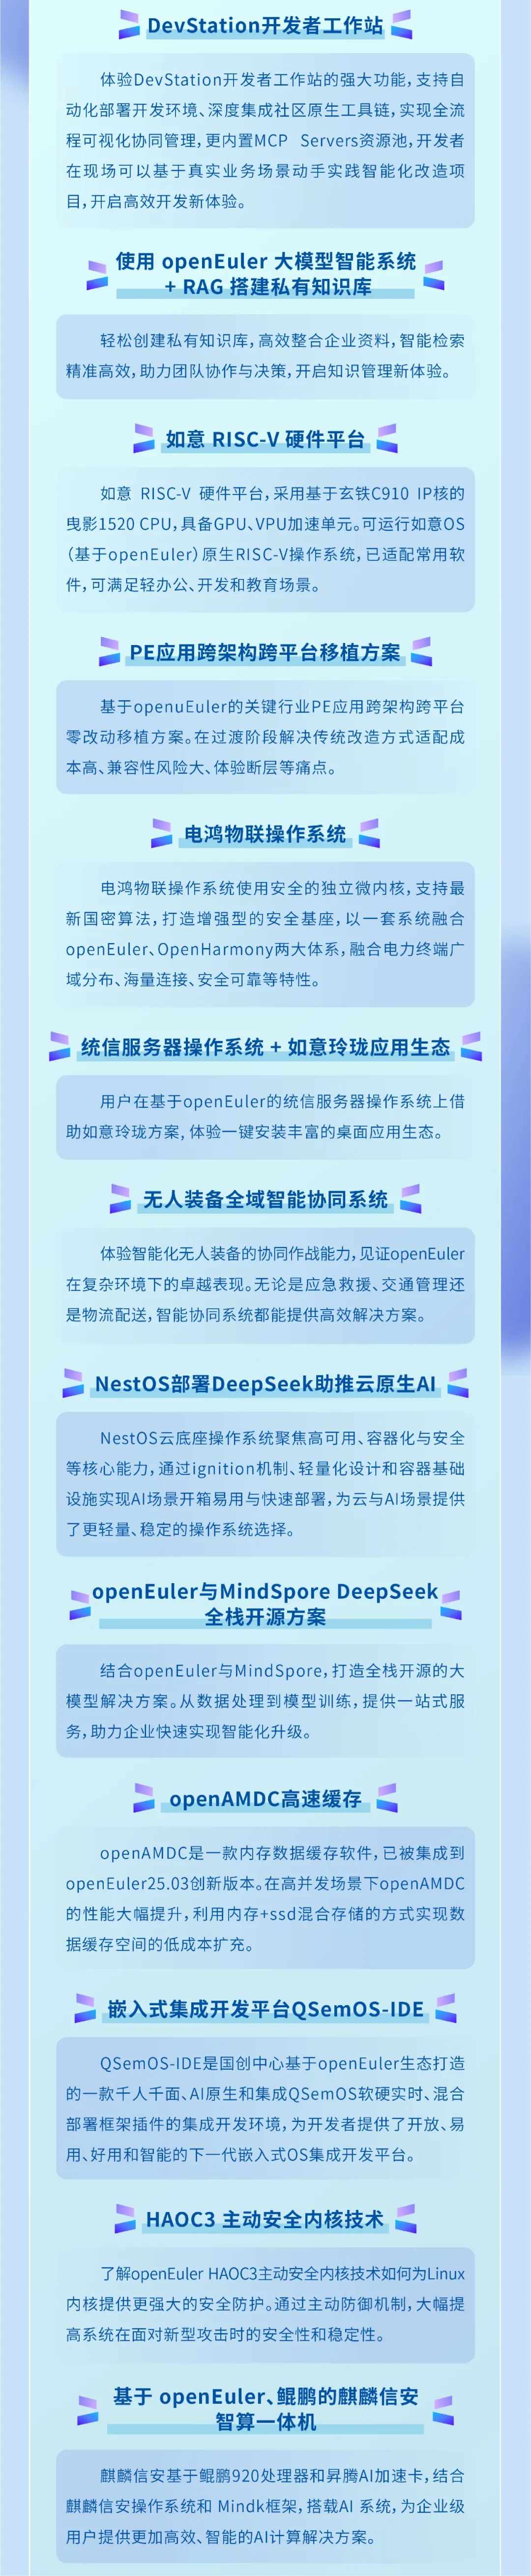 DevStation开发者工作站
体验DevStation开发者工作站的强大功能，支持自
动化部署开发环境、深度集成社区原生工具链，实现全流
程可视化协同管理，更内置MCP Servers资源池，开发者
在现场可以基于真实业务场景动手实践智能化改造项
目，开启高效开发新体验。
使用 openEuler 大模型智能系统
+ RAG 搭建私有知识库
轻松创建私有知识库，高效整合企业资料，智能检索
精准高效，助力团队协作与决策，开启知识管理新体验。
如意 RISC-V 硬件平台
如意 RISC-V 硬件平台，采用基于玄铁C910 IP核的
曳影1520 CPU，具备GPU、VPU加速单元。可运行如意OS
（基于openEuler）原生RISC-V操作系统，已适配常用软
件，可满足轻办公、开发和教育场景。
PE应用跨架构跨平台移植方案
基于openuEuler的关键行业PE应用跨架构跨平台
零改动移植方案。在过渡阶段解决传统改造方式适配成
本高、兼容性风险大、体验断层等痛点。
电鸿物联操作系统
电鸿物联操作系统使用安全的独立微内核，支持最
新国密算法，打造增强型的安全基座，以一套系统融合
openEuler、OpenHarmony两大体系，融合电力终端广
域分布、海量连接、安全可靠等特性。
统信服务器操作系统 + 如意玲珑应用生态
用户在基于openEuler的统信服务器操作系统上借
助如意玲珑方案，体验一键安装丰富的桌面应用生态。
无人装备全域智能协同系统
体验智能化无人装备的协同作战能力，见证openEuler
在复杂环境下的卓越表现。无论是应急救援、交通管理还
是物流配送，智能协同系统都能提供高效解决方案。
NestOS部署DeepSeek助推云原生AI
NestOS云底座操作系统聚焦高可用、容器化与安全
等核心能力，通过ignition机制、轻量化设计和容器基础
设施实现AI场景开箱易用与快速部署，为云与AI场景提供
了更轻量、稳定的操作系统选择。
openEuler与MindSpore DeepSeek
全栈开源方案
结合openEuler与MindSpore，打造全栈开源的大
模型解决方案。从数据处理到模型训练，提供一站式服
务，助力企业快速实现智能化升级。
openAMDC高速缓存
openAMDC是一款内存数据缓存软件，已被集成到
openEuler25.03创新版本。在高并发场景下openAMDC
的性能大幅提升，利用内存+ssd混合存储的方式实现数
据缓存空间的低成本扩充。
嵌入式集成开发平台QSemOS-IDE
QSemOS-IDE是国创中心基于openEuler生态打造
的一款千人千面、AI原生和集成QSemOS软硬实时、混合
部署框架插件的集成开发环境，为开发者提供了开放、易
用、好用和智能的下一代嵌入式OS集成开发平台。
HAOC3 主动安全内核技术
了解openEuler HAOC3主动安全内核技术如何为Linux
内核提供更强大的安全防护。通过主动防御机制，大幅提
高系统在面对新型攻击时的安全性和稳定性。
基于 openEuler、鲲鹏的麒麟信安
智算一体机
麒麟信安基于鲲鹏920处理器和昇腾AI加速卡，结合
麒麟信安操作系统和 Mindk框架，搭载AI 系统，为企业级
用户提供更加高效、智能的AI计算解决方案。